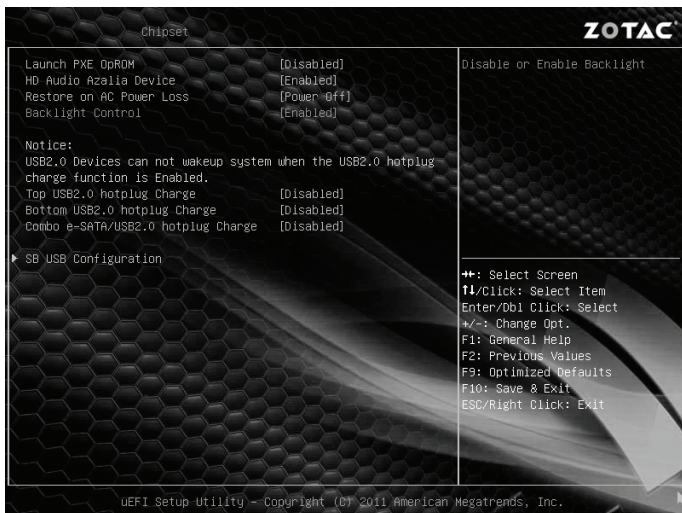 Chipset
ZOTAC
Launch PXE OpROM [Disabled]
HD Audio Azalia Device [Enabled]
Restore on AC Power Loss [Power Off]
Backlight Control [Enabled]
Notice:
USB2.0 Devices can not wakeup system when the USB2.0 hotplug
charge function is Enabled.
Top USB2.0 hotplug Charge [Disabled]
Bottom USB2.0 hotplug Charge [Disabled]
Combo e-SATA/USB2.0 hotplug Charge [Disabled]
▶ SB USB Configuration
Disable or Enable Backlight
→←: Select Screen
↑↓/Click: Select Item
Enter/Dbl Click: Select
+/-: Change Opt.
F1: General Help
F2: Previous Values
F9: Optimized Defaults
F10: Save & Exit
ESC/Right Click: Exit
uEFI Setup Utility - Copyright (C) 2011 American Megatrends, Inc.